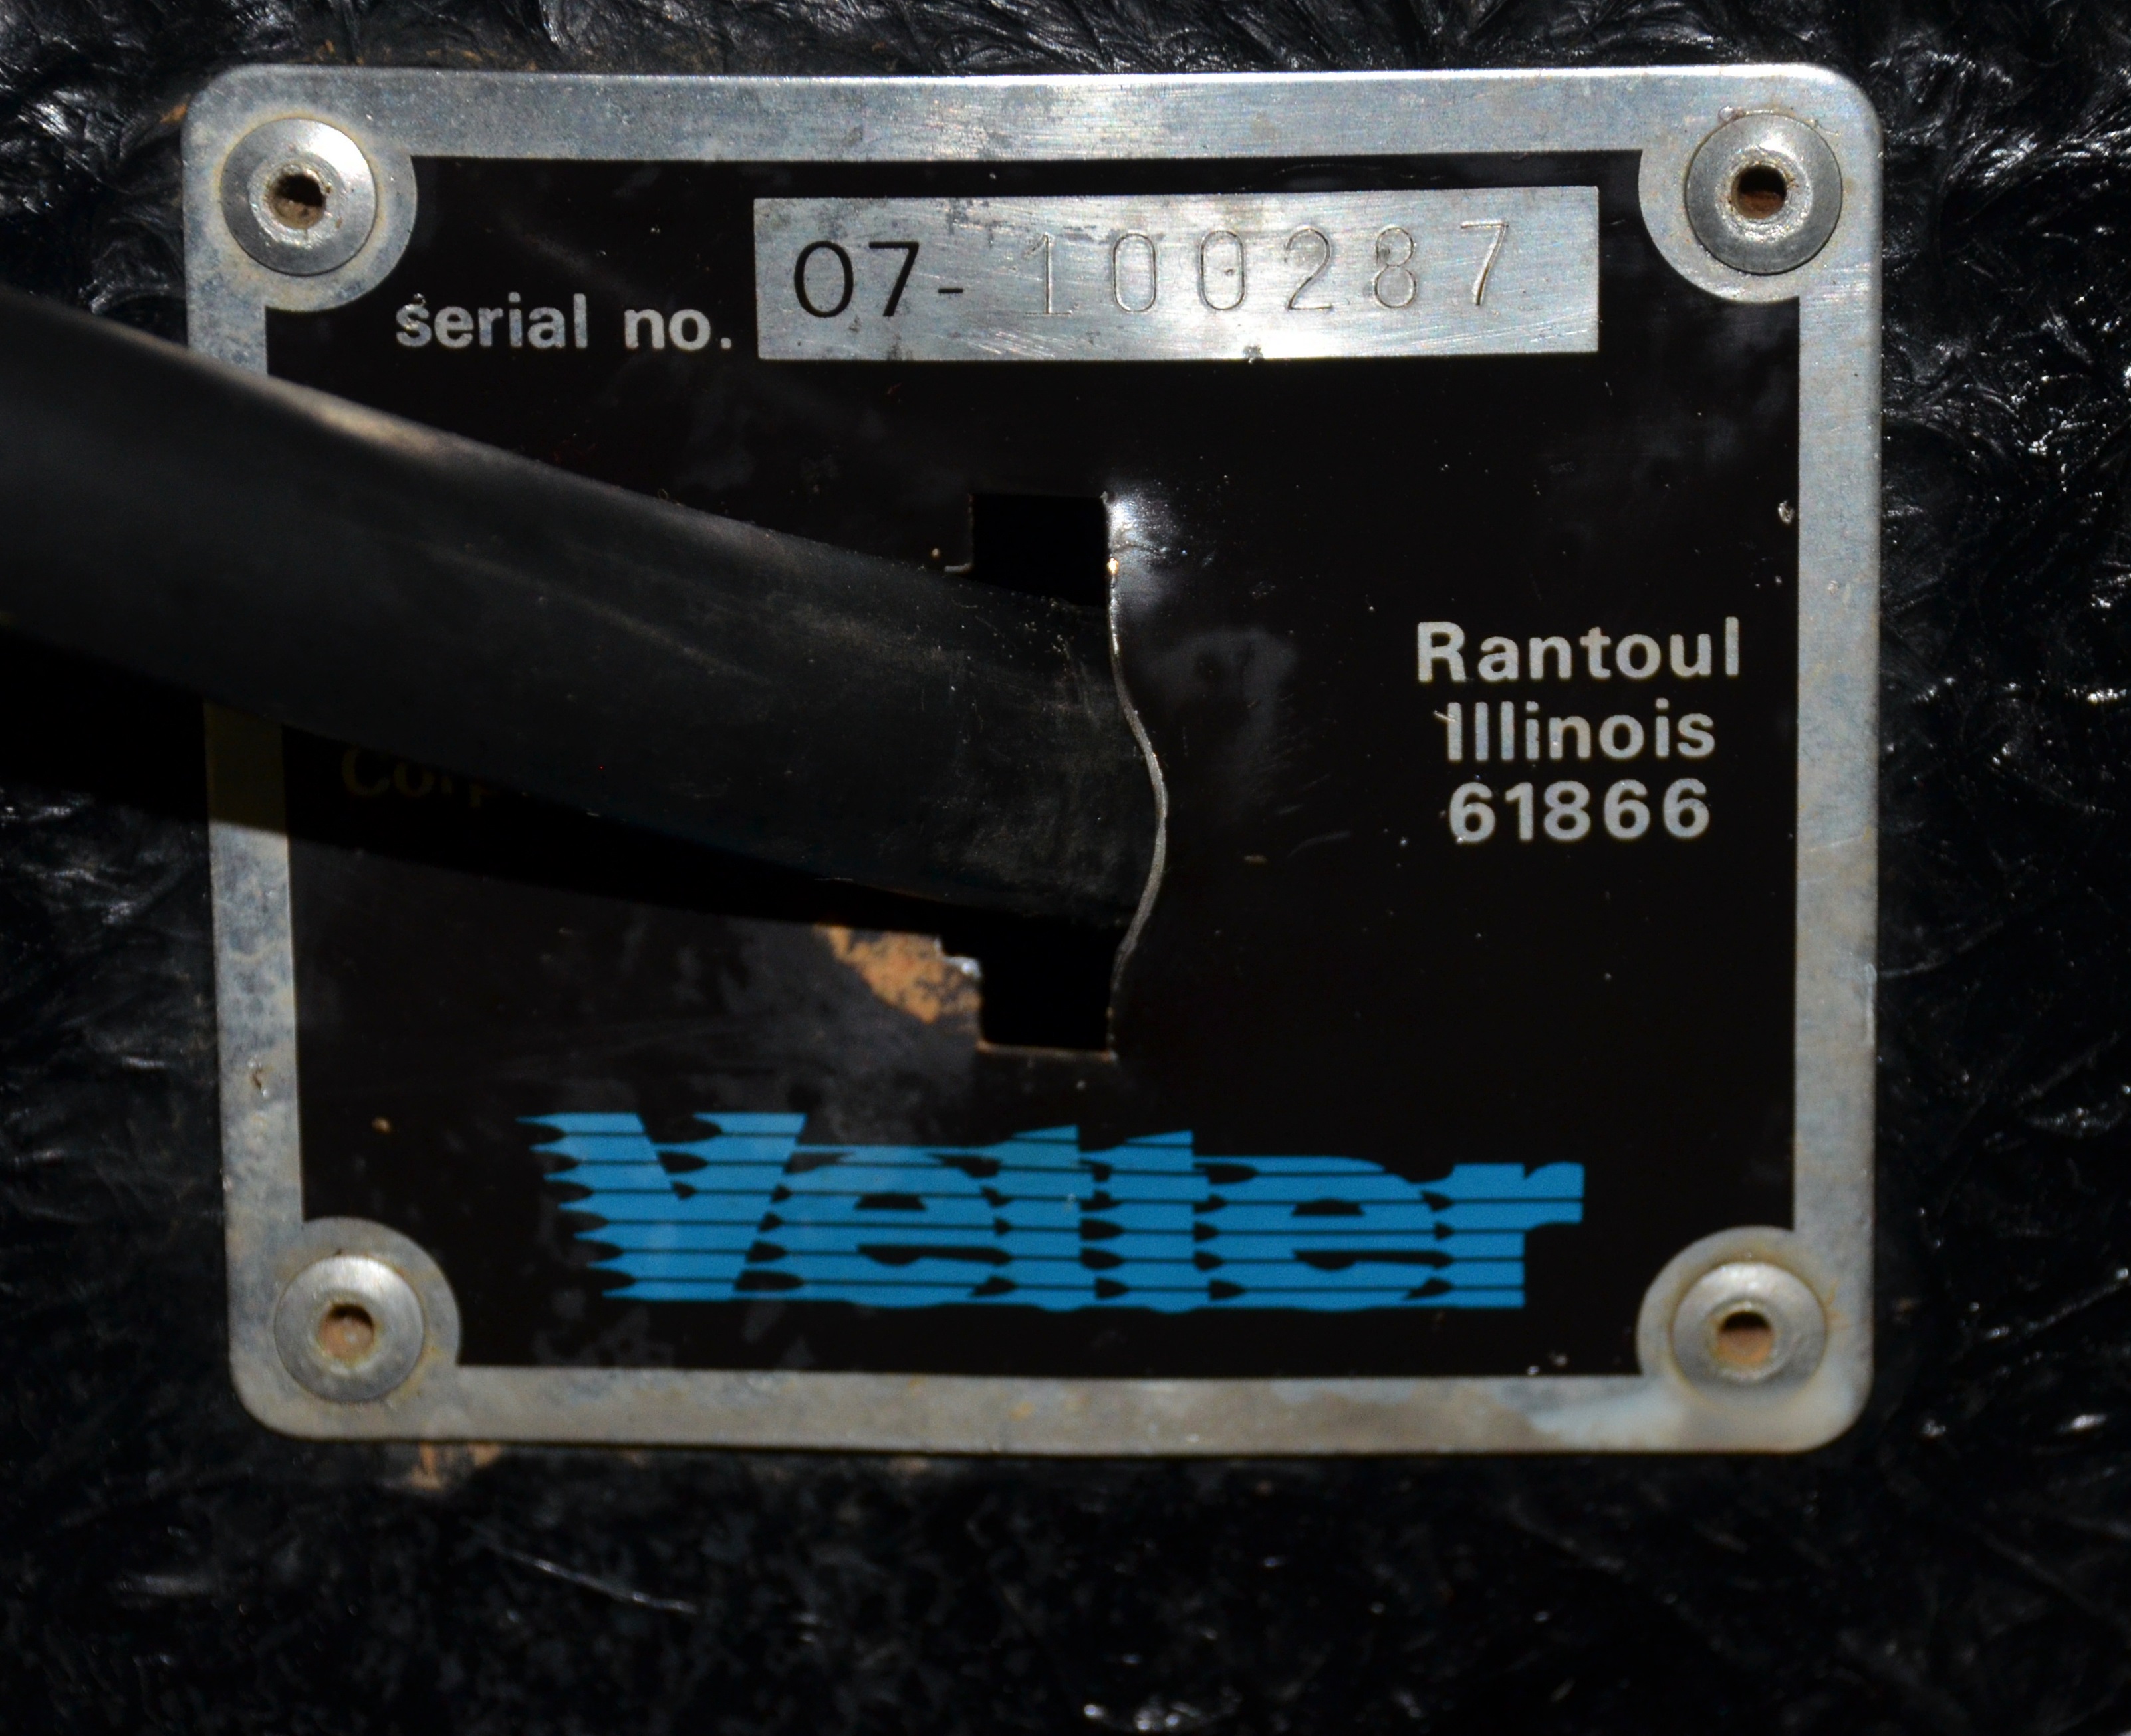 serial no. 07-100287
Rantoul
Illinois
61866
Vetter